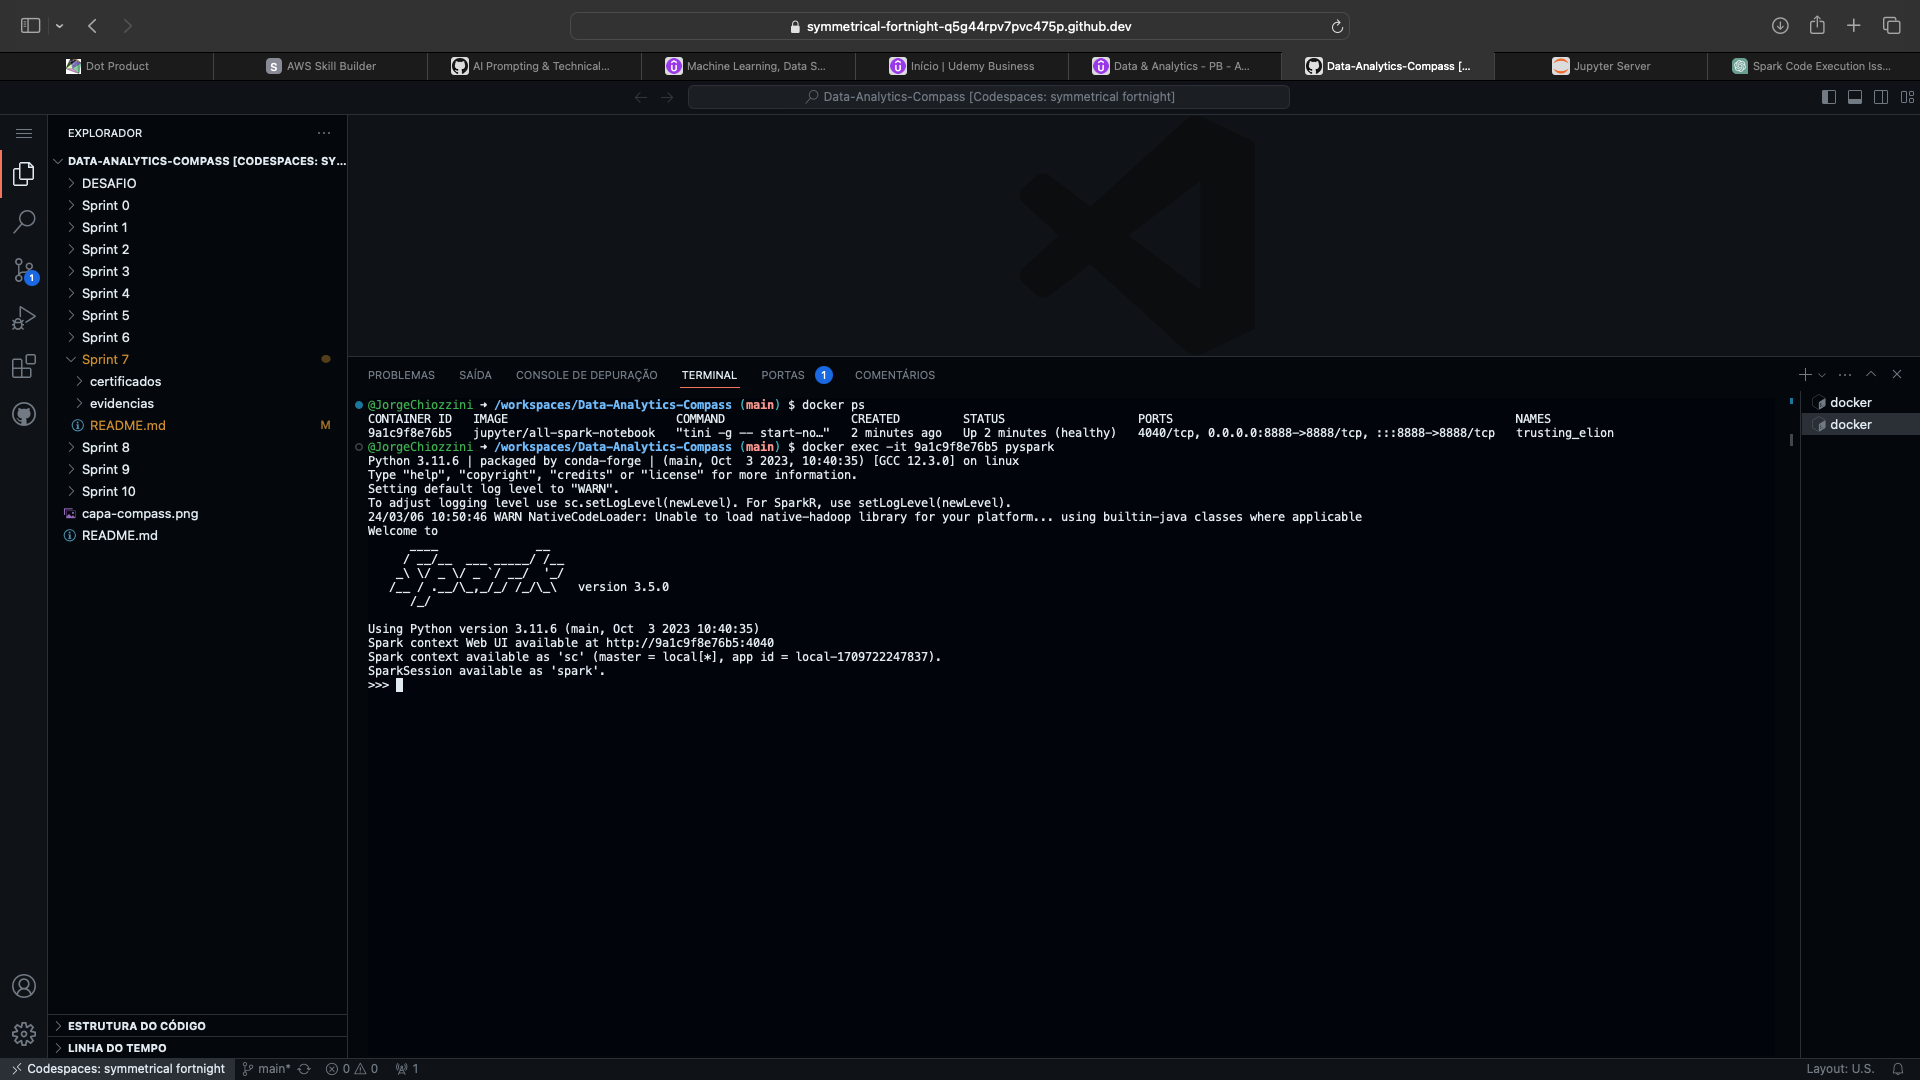 symmetrical-fortnight-q5g44rpv7pvc475p.github.dev
Dot Product
AWS Skill Builder
AI Prompting & Technical...
Machine Learning, Data S...
Início | Udemy Business
Data & Analytics - PB - A...
Data-Analytics-Compass [...
Jupyter Server
Spark Code Execution Iss...
Data-Analytics-Compass [Codespaces: symmetrical fortnight]
EXPLORADOR
DATA-ANALYTICS-COMPASS [CODESPACES: SY...
DESAFIO
Sprint 0
Sprint 1
Sprint 2
Sprint 3
Sprint 4
Sprint 5
Sprint 6
Sprint 7
certificados
evidencias
README.md M
Sprint 8
Sprint 9
Sprint 10
capa-compass.png
README.md
ESTRUTURA DO CÓDIGO
LINHA DO TEMPO
1
PROBLEMAS SAÍDA CONSOLE DE DEPURAÇÃO TERMINAL PORTAS 1 COMENTÁRIOS
@JorgeChiozzini ➜ /workspaces/Data-Analytics-Compass (main) $ docker ps
CONTAINER ID IMAGE COMMAND CREATED STATUS PORTS NAMES
9a1c9f8e76b5 jupyter/all-spark-notebook "tini -g -- start-no…" 2 minutes ago Up 2 minutes (healthy) 4040/tcp, 0.0.0.0:8888->8888/tcp, :::8888->8888/tcp trusting_elion
@JorgeChiozzini ➜ /workspaces/Data-Analytics-Compass (main) $ docker exec -it 9a1c9f8e76b5 pyspark
Python 3.11.6 | packaged by conda-forge | (main, Oct  3 2023, 10:40:35) [GCC 12.3.0] on linux
Type "help", "copyright", "credits" or "license" for more information.
Setting default log level to "WARN".
To adjust logging level use sc.setLogLevel(newLevel). For SparkR, use setLogLevel(newLevel).
24/03/06 10:50:46 WARN NativeCodeLoader: Unable to load native-hadoop library for your platform... using builtin-java classes where applicable
Welcome to
      ____              __
     / __/__  ___ _____/ /__
    _\ \/ _ \/ _ `/ __/  '_/
   /__ / .__/\_,_/_/ /_/\_\   version 3.5.0
      /_/
Using Python version 3.11.6 (main, Oct  3 2023 10:40:35)
Spark context Web UI available at http://9a1c9f8e76b5:4040
Spark context available as 'sc' (master = local[*], app id = local-1709722247837).
SparkSession available as 'spark'.
>>>
docker
docker
Codespaces: symmetrical fortnight main* 0 0 1 Layout: U.S.